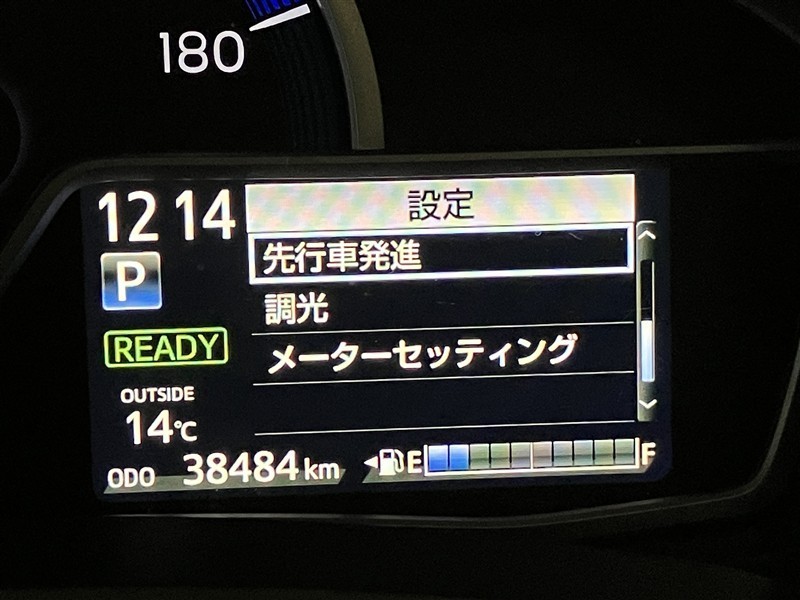 180
12 14
設定
P
先行車発進
調光
READY
メーターセッティング
OUTSIDE
14℃
ODO 38484 km
E F